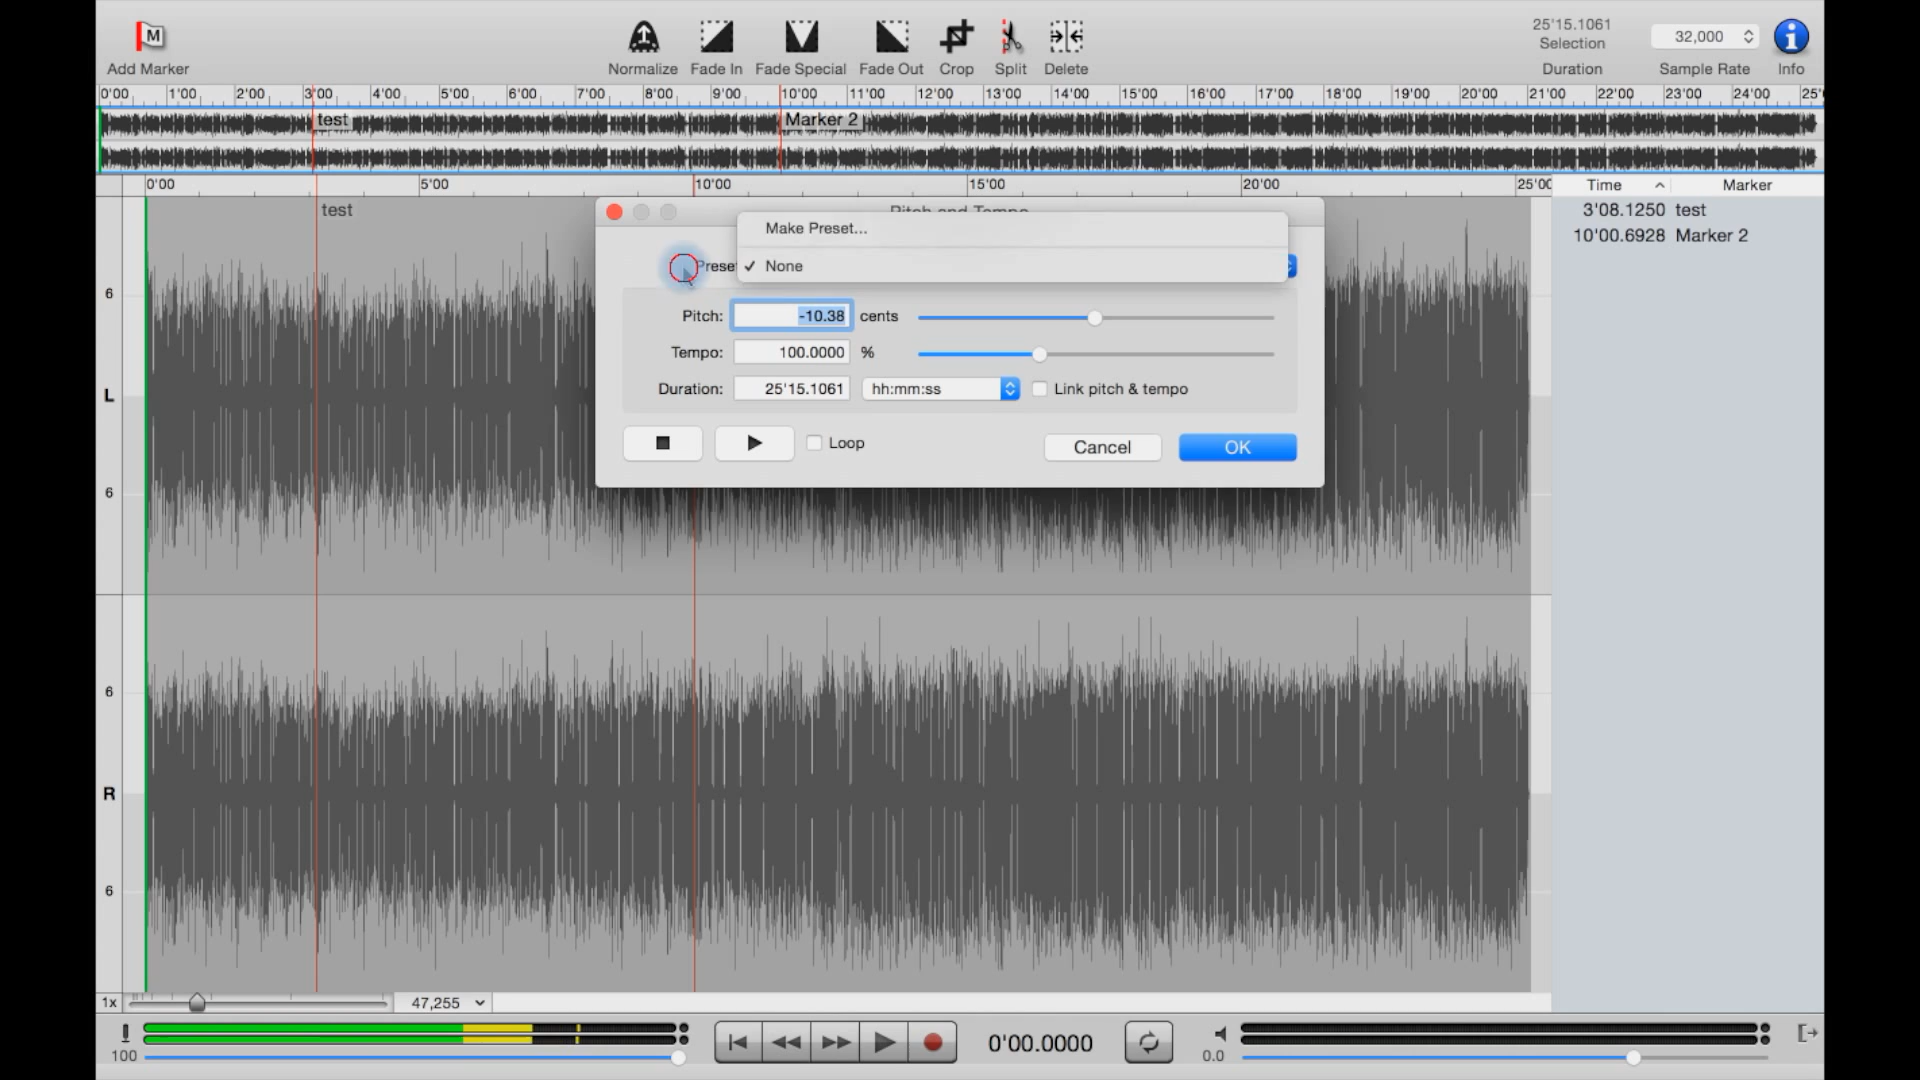 M
Add Marker
Normalize Fade In Fade Special Fade Out Crop Split Delete
25'15.1061
Selection
Duration
32,000
Sample Rate
Info
0'00 1'00 2'00 3'00 4'00 5'00 6'00 7'00 8'00 9'00 10'00 11'00 12'00 13'00 14'00 15'00 16'00 17'00 18'00 19'00 20'00 21'00 22'00 23'00 24'00 25'
test Marker 2
0'00 5'00 10'00 15'00 20'00 25'00
Time Marker
3'08.1250 test
10'00.6928 Marker 2
test
Pitch and Tempo
Make Preset...
Prese ✓ None
Pitch: -10.38 cents
Tempo: 100.0000 %
Duration: 25'15.1061 hh:mm:ss Link pitch & tempo
Loop Cancel OK
6
L
6
6
R
6
1x 47,255
100
0'00.0000
0.0